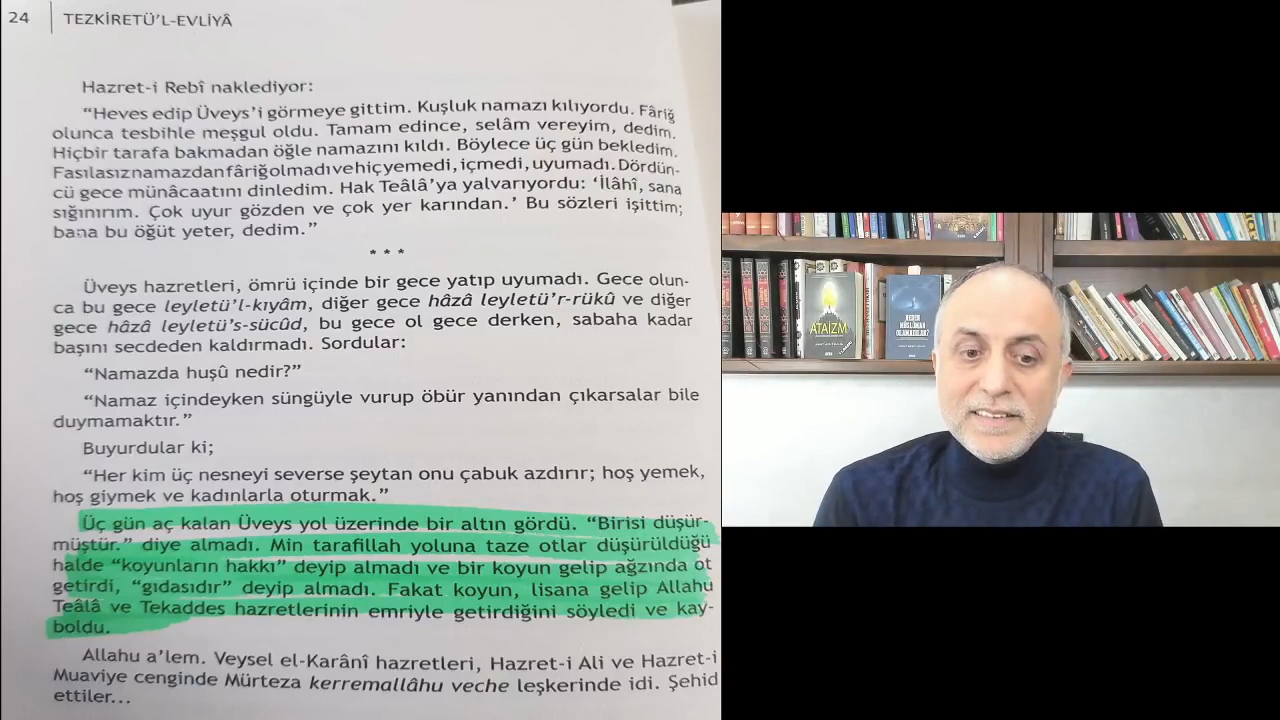 24 TEZKİRETÜ’L-EVLİYÂ
Hazret-i Rebî naklediyor:
“Heves edip Üveys’i görmeye gittim. Kuşluk namazı kılıyordu. Fâriğ
olunca tesbihle meşgul oldu. Tamam edince, selâm vereyim, dedim.
Hiçbir tarafa bakmadan öğle namazını kıldı. Böylece üç gün bekledim.
Fasılasız namazdan fâriğ olmadı ve hiç yemedi, içmedi, uyumadı. Dördün-
cü gece münâcaatını dinledim. Hak Teâlâ’ya yalvarıyordu: ‘İlâhî, sana
sığınırım. Çok uyur gözden ve çok yer karından.’ Bu sözleri işittim;
bana bu öğüt yeter, dedim.”
* * *
Üveys hazretleri, ömrü içinde bir gece yatıp uyumadı. Gece olun-
ca bu gece leyletü’l-kıyâm, diğer gece hâzâ leyletü’r-rükû ve diğer
gece hâzâ leyletü’s-sücûd, bu gece ol gece derken, sabaha kadar
başını secdeden kaldırmadı. Sordular:
“Namazda huşû nedir?”
“Namaz içindeyken süngüyle vurup öbür yanından çıkarsalar bile
duymamaktır.”
Buyurdular ki;
“Her kim üç nesneyi severse şeytan onu çabuk azdırır; hoş yemek,
hoş giymek ve kadınlarla oturmak.”
Üç gün aç kalan Üveys yol üzerinde bir altın gördü. “Birisi düşür-
müştür.” diye almadı. Min tarafillah yoluna taze otlar düşürüldüğü
halde “koyunların hakkı” deyip almadı ve bir koyun gelip ağzında ot
getirdi, “gıdasıdır” deyip almadı. Fakat koyun, lisana gelip Allahu
Teâlâ ve Tekaddes hazretlerinin emriyle getirdiğini söyledi ve kay-
boldu.
Allahu a’lem. Veysel el-Karânî hazretleri, Hazret-i Ali ve Hazret-i
Muaviye cenginde Mürteza kerremallâhu veche leşkerinde idi. Şehid
ettiler...
ATAİZM
NEDEN
MÜSLÜMAN
OLAMADILAR?